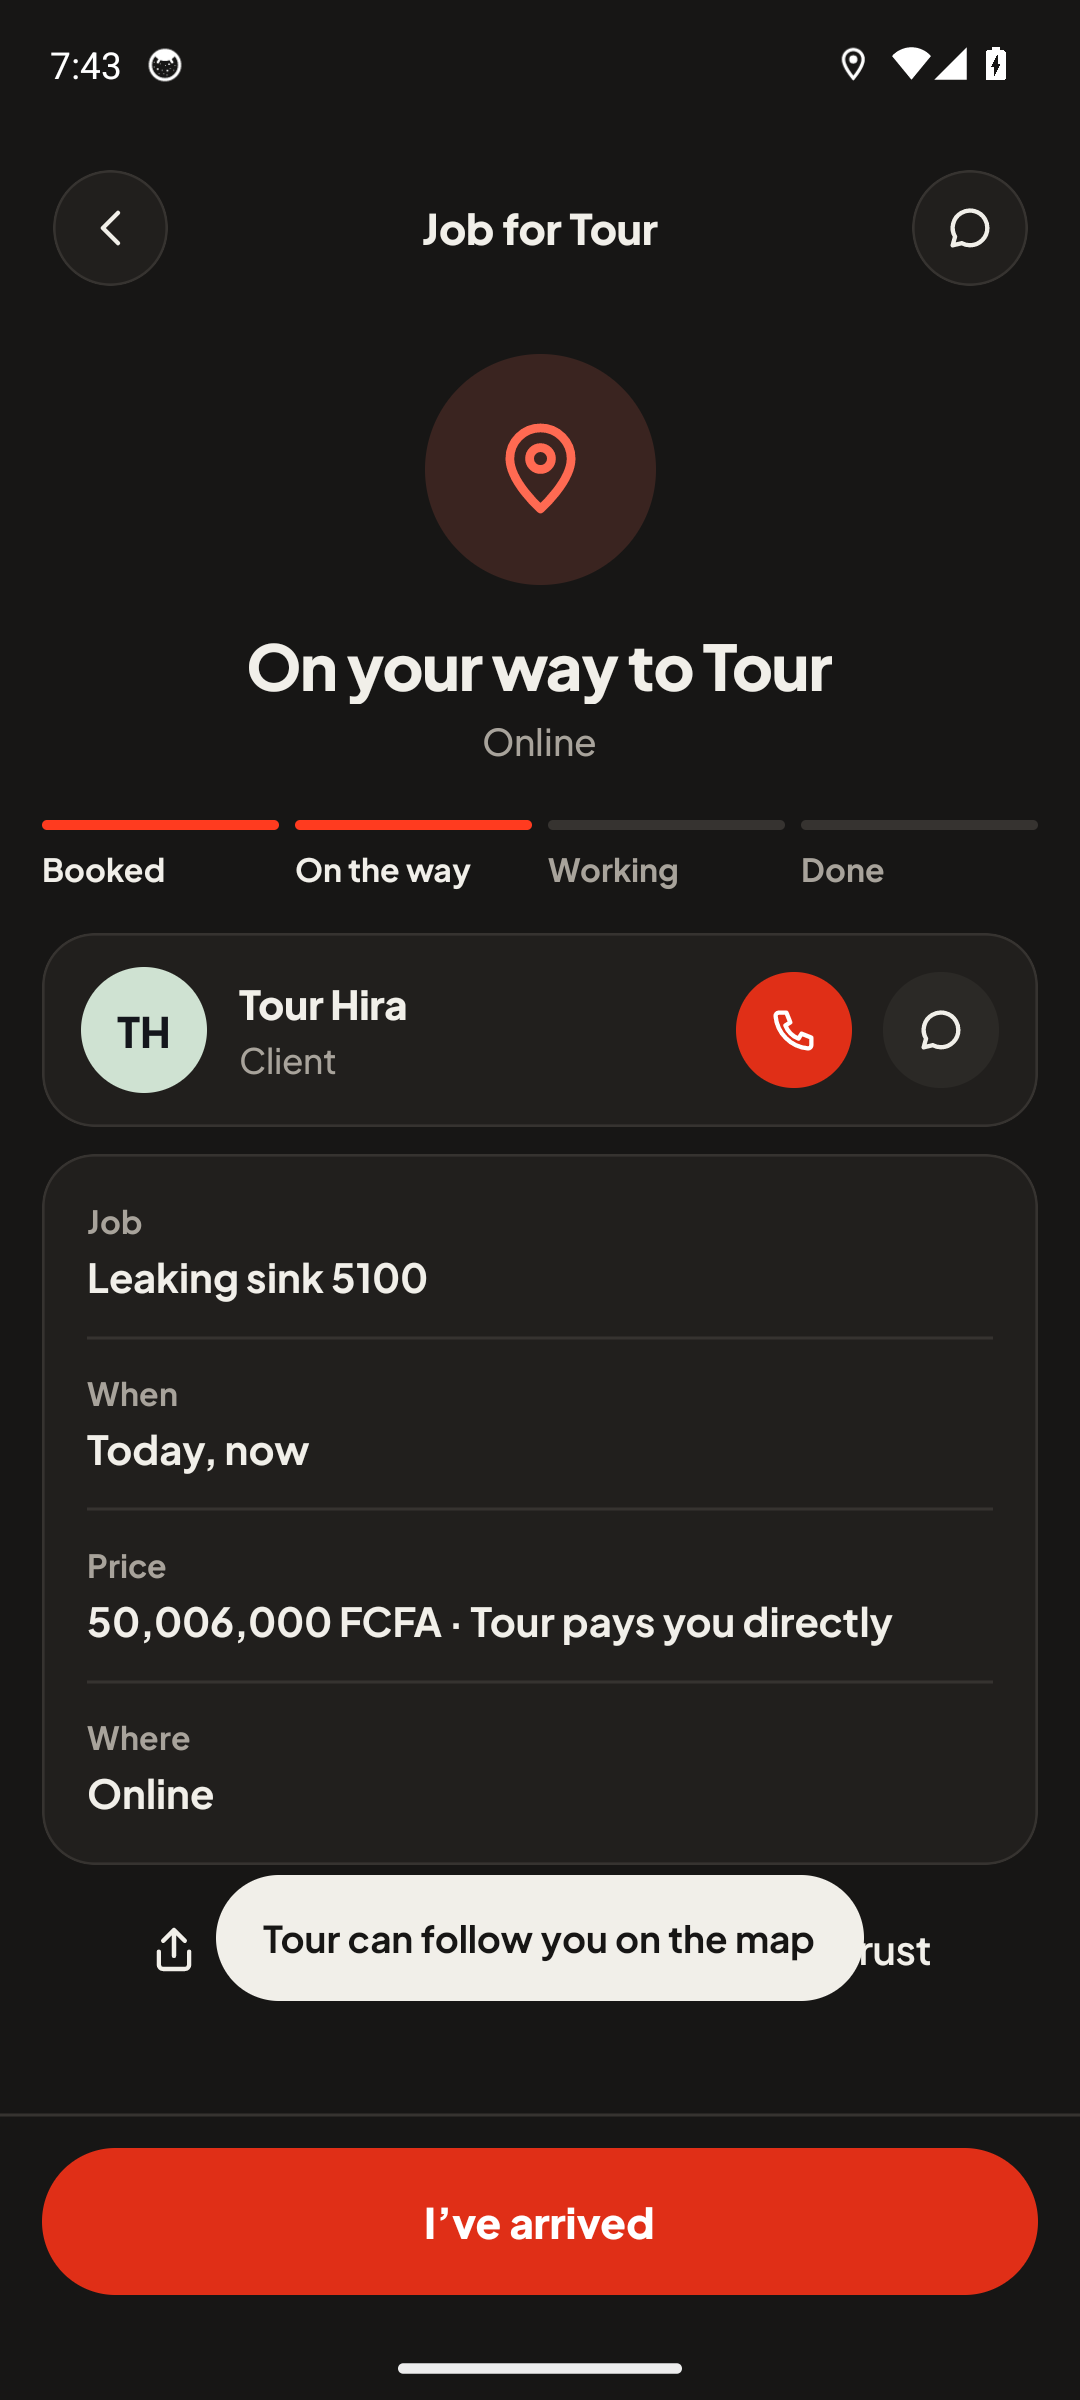 7:43
Job for Tour
On your way to Tour
Online
Booked
On the way
Working
Done
TH
Tour Hira
Client
Job
Leaking sink 5100
When
Today, now
Price
50,006,000 FCFA · Tour pays you directly
Where
Online
Tour can follow you on the map
I’ve arrived